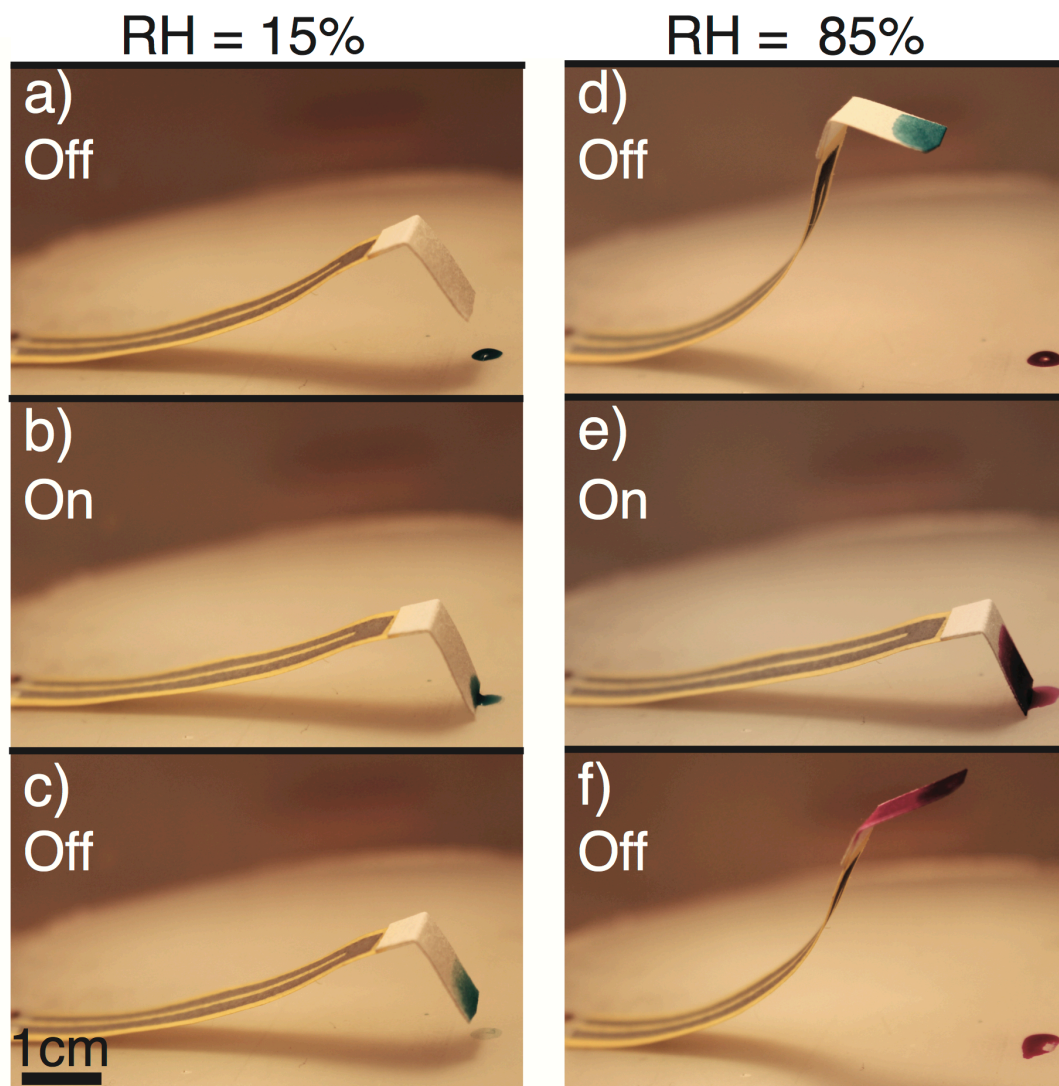 RH = 15%
RH = 85%
a)
Off
d)
Off
b)
On
e)
On
c)
Off
f)
Off
1cm